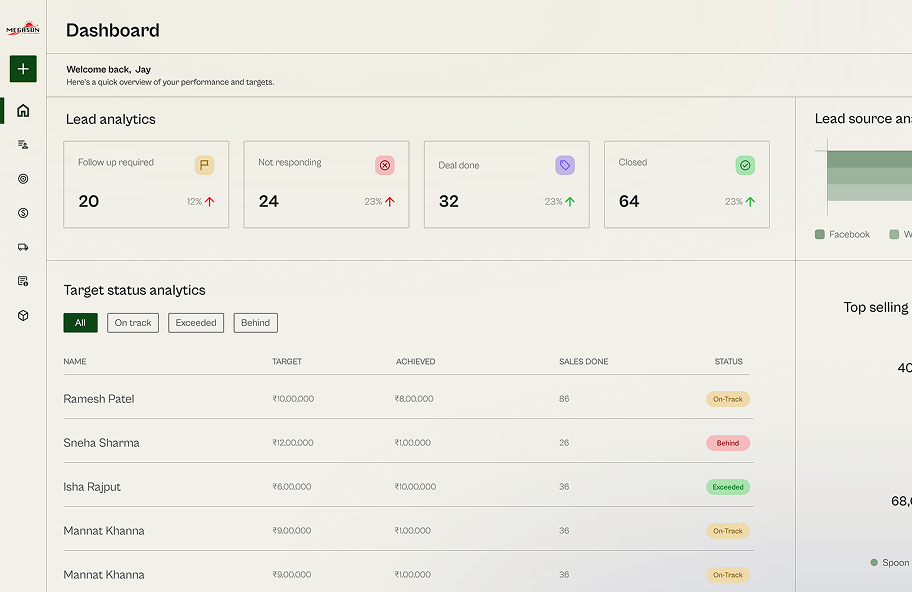 MEGASUN
Dashboard
Welcome back, Jay
Here's a quick overview of your performance and targets.
Lead analytics
Follow up required
20
12%
Not responding
24
23%
Deal done
32
23%
Closed
64
23%
Lead source an
Facebook
W
Target status analytics
All
On track
Exceeded
Behind
NAME TARGET ACHIEVED SALES DONE STATUS
Ramesh Patel ₹10,00,000 ₹8,00,000 86 On-Track
Sneha Sharma ₹12,00,000 ₹1,00,000 26 Behind
Isha Rajput ₹6,00,000 ₹10,00,000 36 Exceeded
Mannat Khanna ₹9,00,000 ₹1,00,000 36 On-Track
Mannat Khanna ₹9,00,000 ₹1,00,000 36 On-Track
Top selling
40
68,
Spoon